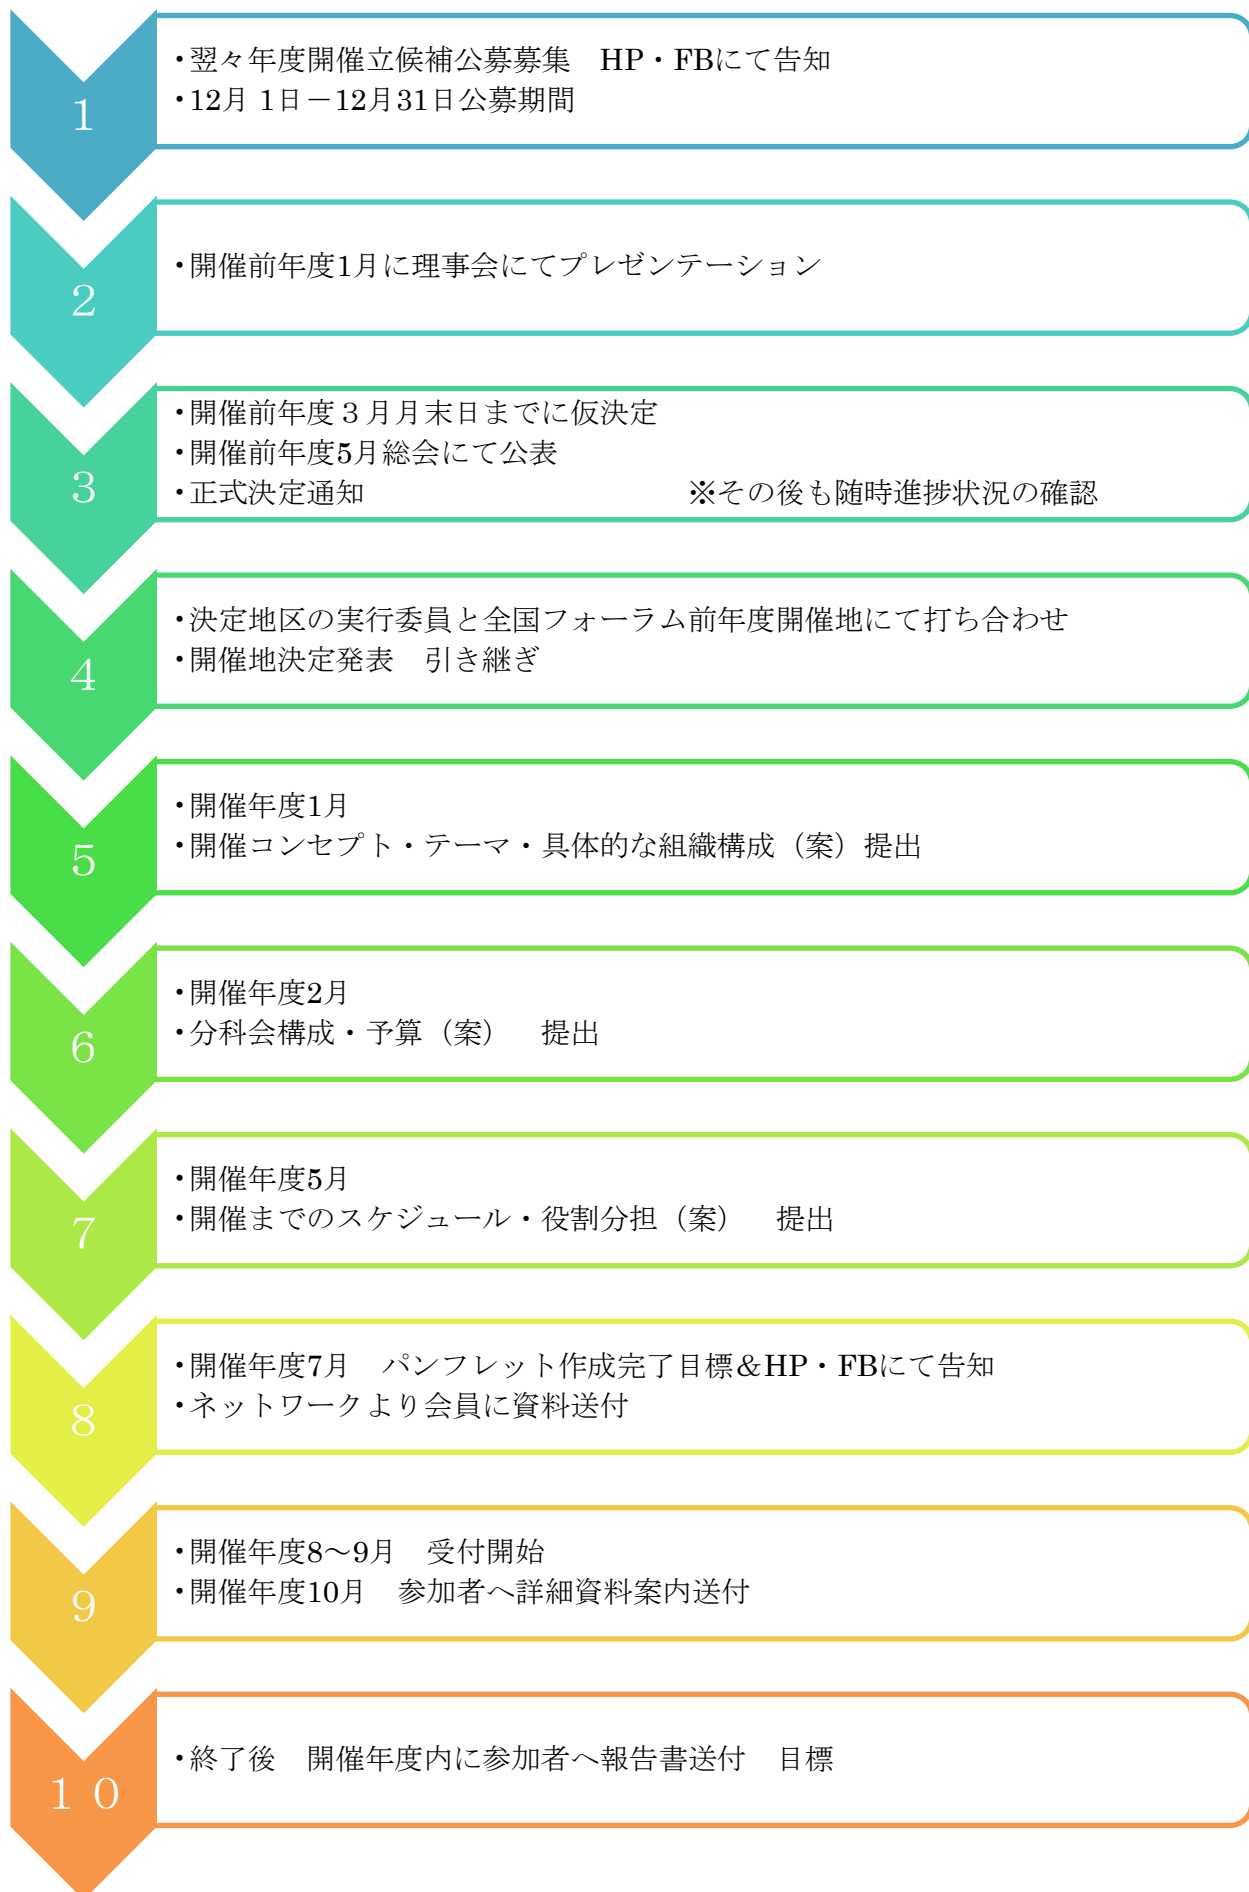 １
・翌々年度開催立候補公募募集　HP・FBにて告知
・12月 1日－12月31日公募期間
２
・開催前年度1月に理事会にてプレゼンテーション
３
・開催前年度３月月末日までに仮決定
・開催前年度5月総会にて公表
・正式決定通知　　　　　　　　　　　※その後も随時進捗状況の確認
４
・決定地区の実行委員と全国フォーラム前年度開催地にて打ち合わせ
・開催地決定発表　引き継ぎ
５
・開催年度1月
・開催コンセプト・テーマ・具体的な組織構成（案）提出
６
・開催年度2月
・分科会構成・予算（案）　提出
７
・開催年度5月
・開催までのスケジュール・役割分担（案）　提出
８
・開催年度7月　パンフレット作成完了目標＆HP・FBにて告知
・ネットワークより会員に資料送付
９
・開催年度8～9月　受付開始
・開催年度10月　参加者へ詳細資料案内送付
１０
・終了後　開催年度内に参加者へ報告書送付　目標